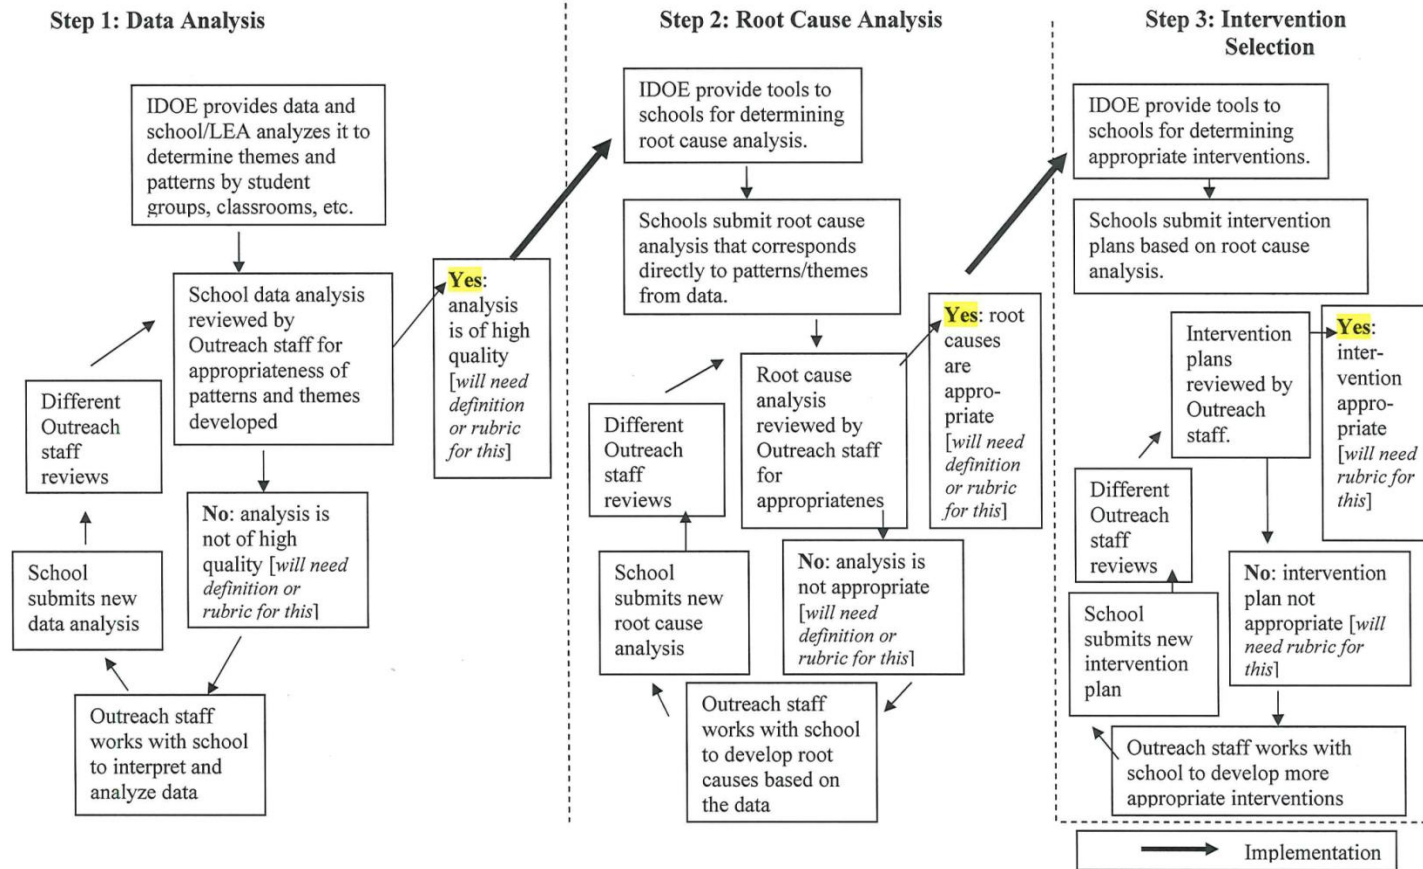 Step 1: Data Analysis
IDOE provides data and
school/LEA analyzes it to
determine themes and
patterns by student
groups, classrooms, etc.
School data analysis
reviewed by
Outreach staff for
appropriateness of
patterns and themes
developed
Yes:
analysis
is of high
quality
[will need
definition
or rubric
for this]
Different
Outreach
staff
reviews
No: analysis is
not of high
quality [will need
definition or
rubric for this]
School
submits new
data analysis
Outreach staff
works with school
to interpret and
analyze data
Step 2: Root Cause Analysis
IDOE provide tools to
schools for determining
root cause analysis.
Schools submit root cause
analysis that corresponds
directly to patterns/themes
from data.
Yes: root
causes
are
appro-
priate
[will need
definition
or rubric
for this]
Root cause
analysis
reviewed by
Outreach staff
for
appropriatenes
Different
Outreach
staff
reviews
No: analysis is
not appropriate
[will need
definition or
rubric for this]
School
submits new
root cause
analysis
Outreach staff
works with school
to develop root
causes based on
the data
Step 3: Intervention
Selection
IDOE provide tools to
schools for determining
appropriate interventions.
Schools submit intervention
plans based on root cause
analysis.
Intervention
plans
reviewed by
Outreach
staff.
Yes:
inter-
vention
appro-
priate
[will need
rubric for
this]
Different
Outreach
staff
reviews
No: intervention
plan not
appropriate [will
need rubric for
this]
School
submits new
intervention
plan
Outreach staff works with
school to develop more
appropriate interventions
Implementation